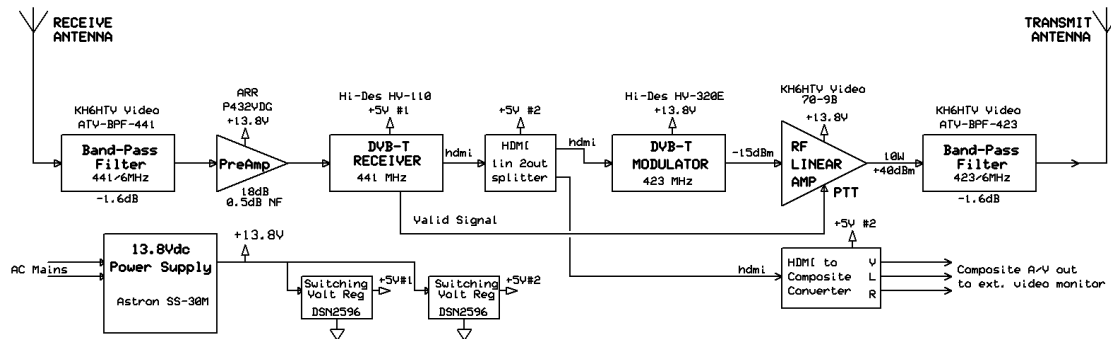 RECEIVE
ANTENNA
TRANSMIT
ANTENNA
KH6HTV Video
ATV-BPF-441
Band-Pass
Filter
441/6MHz
-1.6dB
ARR
P432VDG
+13.8V
PreAmp
18dB
0.5dB NF
Hi-Des HV-110
+5V #1
DVB-T
RECEIVER
441 MHz
hdmi
+5V #2
HDMI
1in 2out
splitter
hdmi
Hi-Des HV-320E
+13.8V
DVB-T
MODULATOR
423 MHz
-15dBm
KH6HTV Video
70-9B
+13.8V
RF
LINEAR
AMP
PTT
10W
+40dBm
KH6HTV Video
ATV-BPF-423
Band-Pass
Filter
423/6MHz
-1.6dB
Valid Signal
AC Mains
13.8Vdc
Power Supply
Astron SS-30M
+13.8V
Switching
Volt Reg
DSN2596
+5V#1
Switching
Volt Reg
DSN2596
+5V#2
hdmi
+5V #2
HDMI to
Composite
Converter
V
L
R
Composite A/V out
to ext. video monitor